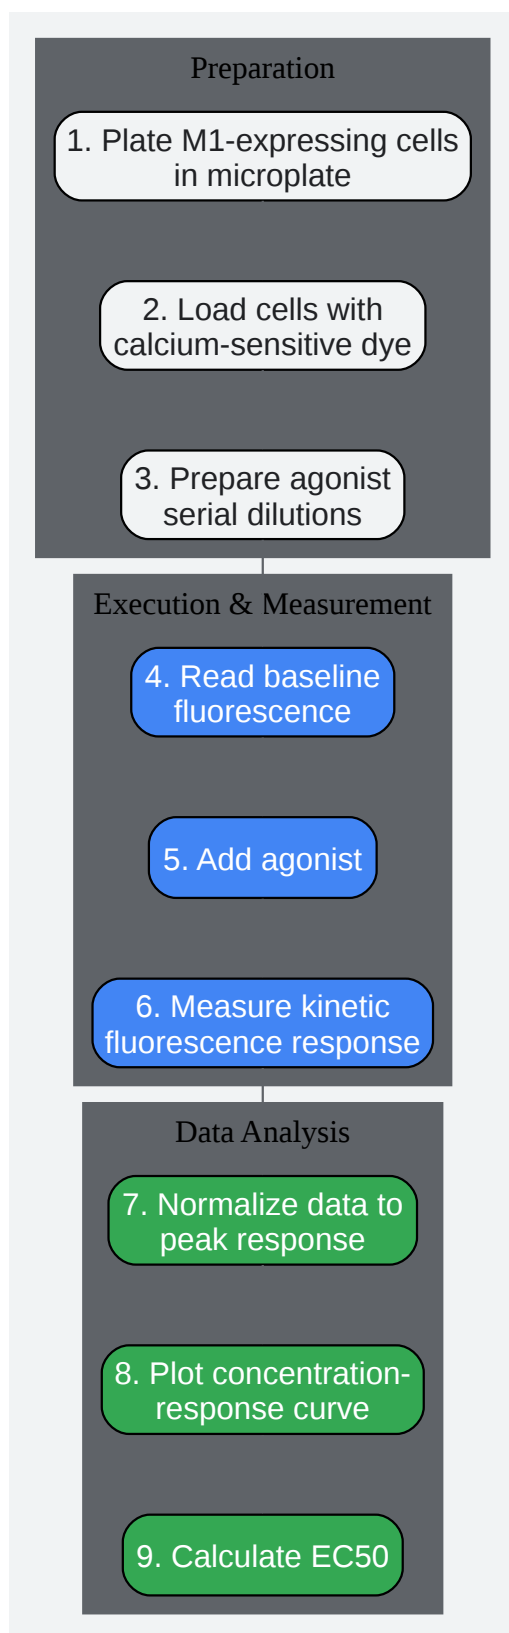 Preparation
1. Plate M1-expressing cells
in microplate
2. Load cells with
calcium-sensitive dye
3. Prepare agonist
serial dilutions
Execution & Measurement
4. Read baseline
fluorescence
5. Add agonist
6. Measure kinetic
fluorescence response
Data Analysis
7. Normalize data to
peak response
8. Plot concentration-
response curve
9. Calculate EC50